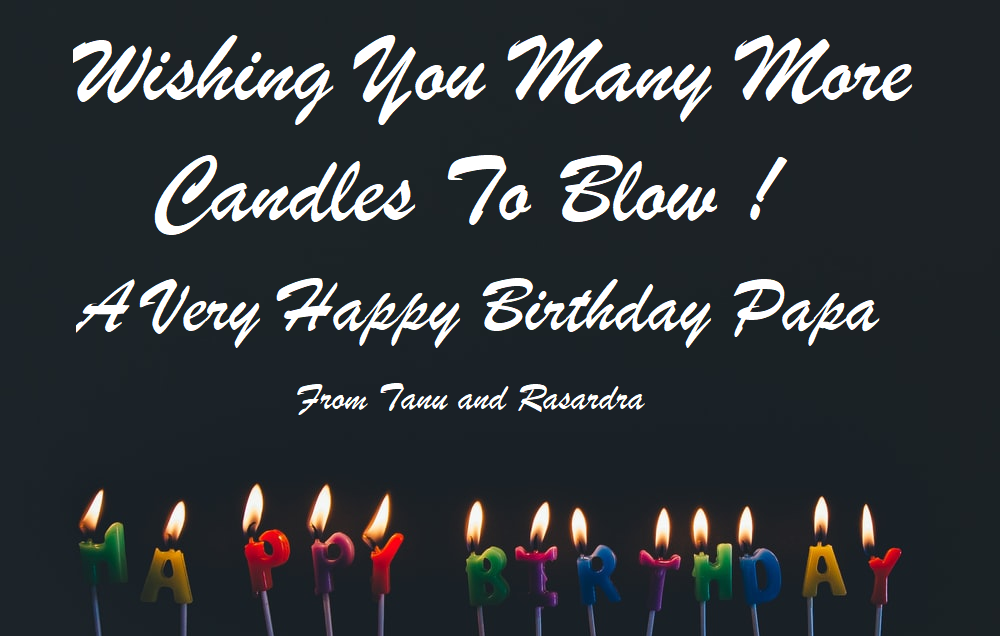 Wishing You Many More
Candles To Blow !
A Very Happy Birthday Papa
From Tanu and Rasardra
HAPPY BIRTHDAY